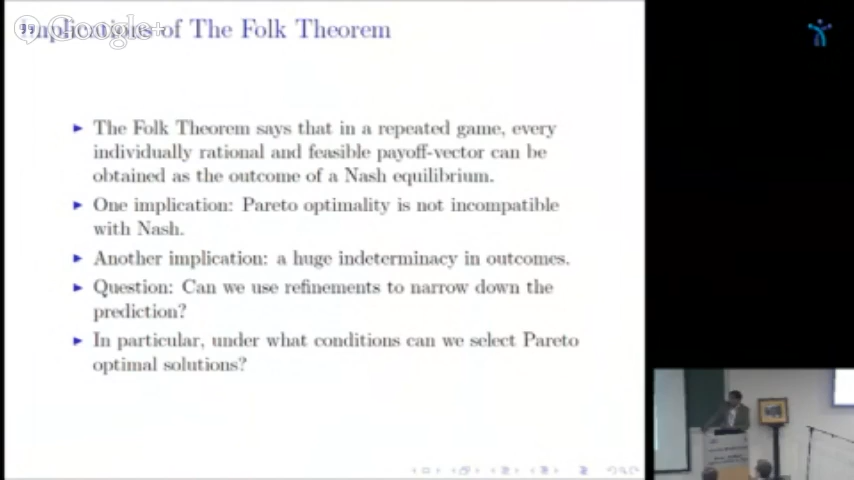 Implications of The Folk Theorem
Google+
▶ The Folk Theorem says that in a repeated game, every
individually rational and feasible payoff-vector can be
obtained as the outcome of a Nash equilibrium.
▶ One implication: Pareto optimality is not incompatible
with Nash.
▶ Another implication: a huge indeterminacy in outcomes.
▶ Question: Can we use refinements to narrow down the
prediction?
▶ In particular, under what conditions can we select Pareto
optimal solutions?